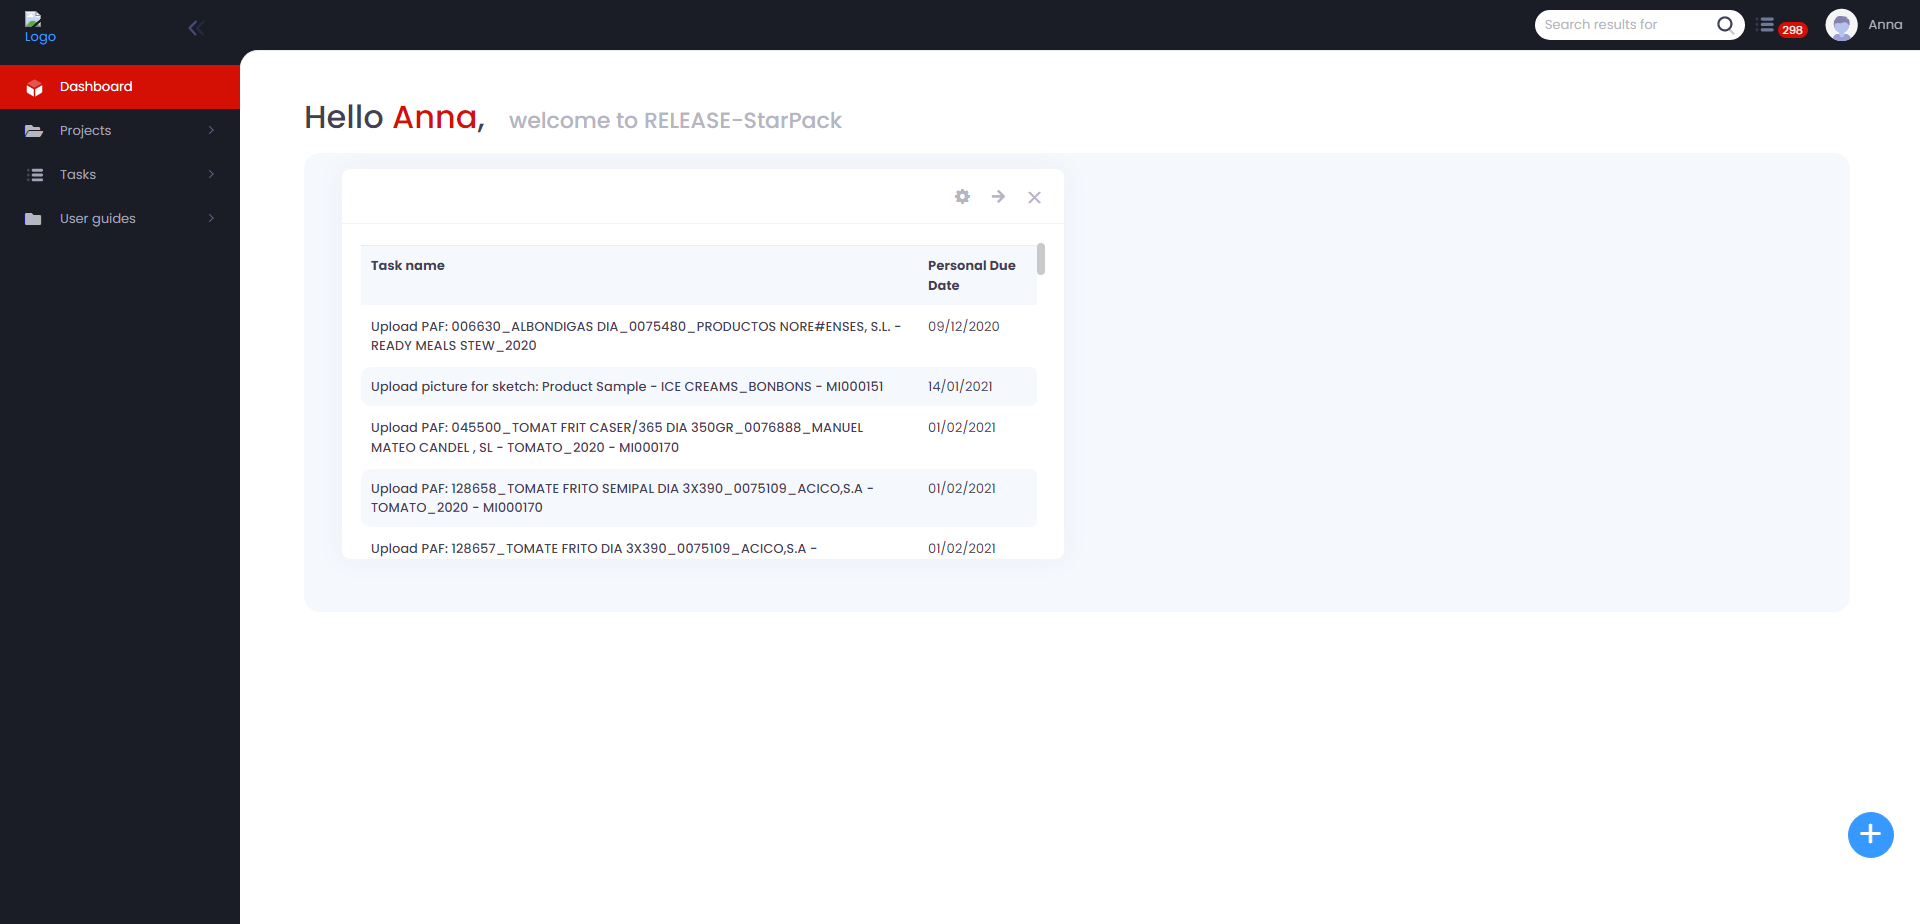 Logo
Search results for
298
Anna
Dashboard
Projects
Tasks
User guides
Hello Anna, welcome to RELEASE-StarPack
Task name
Personal Due
Date
Upload PAF: 006630_ALBONDIGAS DIA_0075480_PRODUCTOS NORE#ENSES, S.L. - 09/12/2020
READY MEALS STEW_2020
Upload picture for sketch: Product Sample - ICE CREAMS_BONBONS - MI000151 14/01/2021
Upload PAF: 045500_TOMAT FRIT CASER/365 DIA 350GR_0076888_MANUEL 01/02/2021
MATEO CANDEL , SL - TOMATO_2020 - MI000170
Upload PAF: 128658_TOMATE FRITO SEMIPAL DIA 3X390_0075109_ACICO,S.A - 01/02/2021
TOMATO_2020 - MI000170
Upload PAF: 128657_TOMATE FRITO DIA 3X390_0075109_ACICO,S.A - 01/02/2021